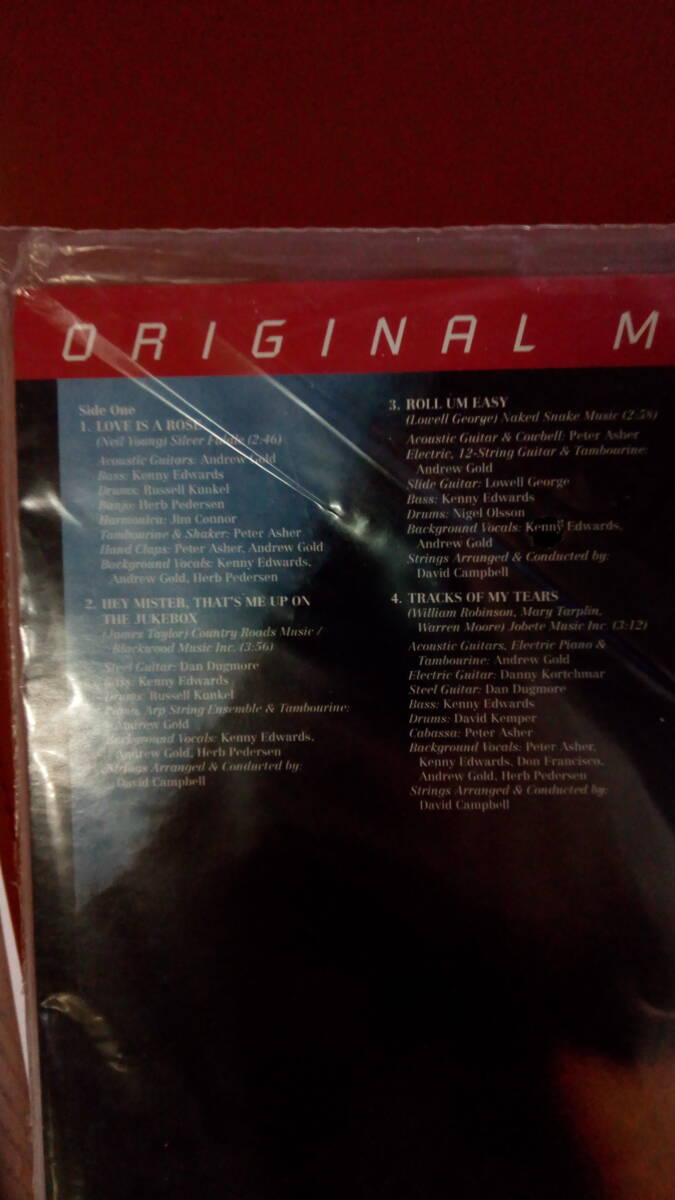 ORIGINAL M
Side One
1. LOVE IS A ROSE
(Neil Young) Silver Fiddle (2:46)
Acoustic Guitars: Andrew Gold
Bass: Kenny Edwards
Drums: Russell Kunkel
Banjo: Herb Pedersen
Harmonica: Jim Connor
Tambourine & Shaker: Peter Asher
Hand Claps: Peter Asher, Andrew Gold
Background Vocals: Kenny Edwards,
Andrew Gold, Herb Pedersen
2. HEY MISTER, THAT'S ME UP ON
THE JUKEBOX
(James Taylor) Country Roads Music /
Blackwood Music Inc. (3:56)
Steel Guitar: Dan Dugmore
Bass: Kenny Edwards
Drums: Russell Kunkel
Piano, Arp String Ensemble & Tambourine:
Andrew Gold
Background Vocals: Kenny Edwards,
Andrew Gold, Herb Pedersen
Strings Arranged & Conducted by:
David Campbell
3. ROLL UM EASY
(Lowell George) Naked Snake Music (2:58)
Acoustic Guitar & Cowbell: Peter Asher
Electric, 12-String Guitar & Tambourine:
Andrew Gold
Slide Guitar: Lowell George
Bass: Kenny Edwards
Drums: Nigel Olsson
Background Vocals: Kenny Edwards,
Andrew Gold
Strings Arranged & Conducted by:
David Campbell
4. TRACKS OF MY TEARS
(William Robinson, Mary Tarplin,
Warren Moore) Jobete Music Inc. (3:12)
Acoustic Guitars, Electric Piano &
Tambourine: Andrew Gold
Electric Guitar: Danny Kortchmar
Steel Guitar: Dan Dugmore
Bass: Kenny Edwards
Drums: David Kemper
Cabassa: Peter Asher
Background Vocals: Peter Asher,
Kenny Edwards, Don Francisco,
Andrew Gold, Herb Pedersen
Strings Arranged & Conducted by:
David Campbell